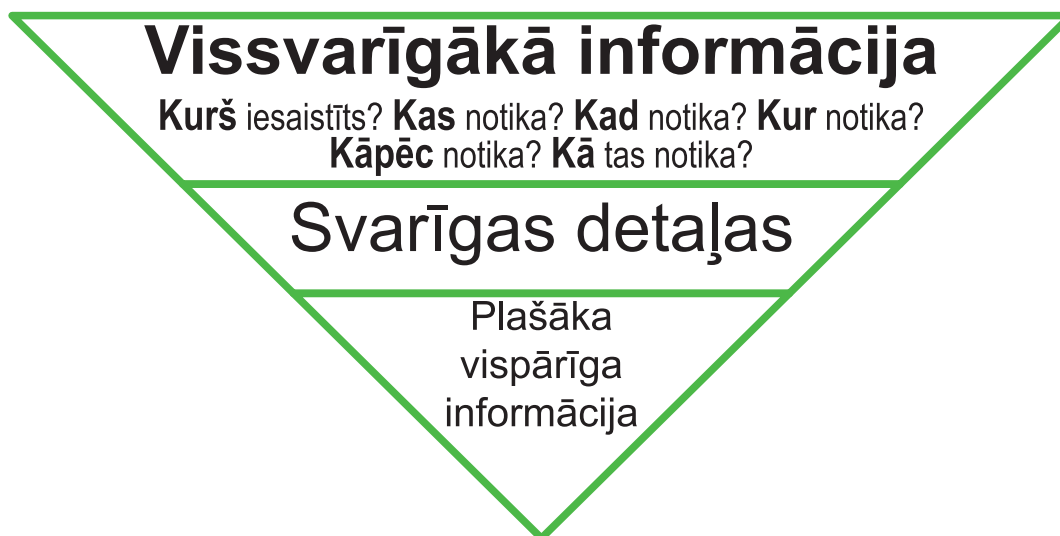 Vissvarīgākā informācija
Kurš iesaistīts? Kas notika? Kad notika? Kur notika?
Kāpēc notika? Kā tas notika?
Svarīgas detaļas
Plašāka
vispārīga
informācija